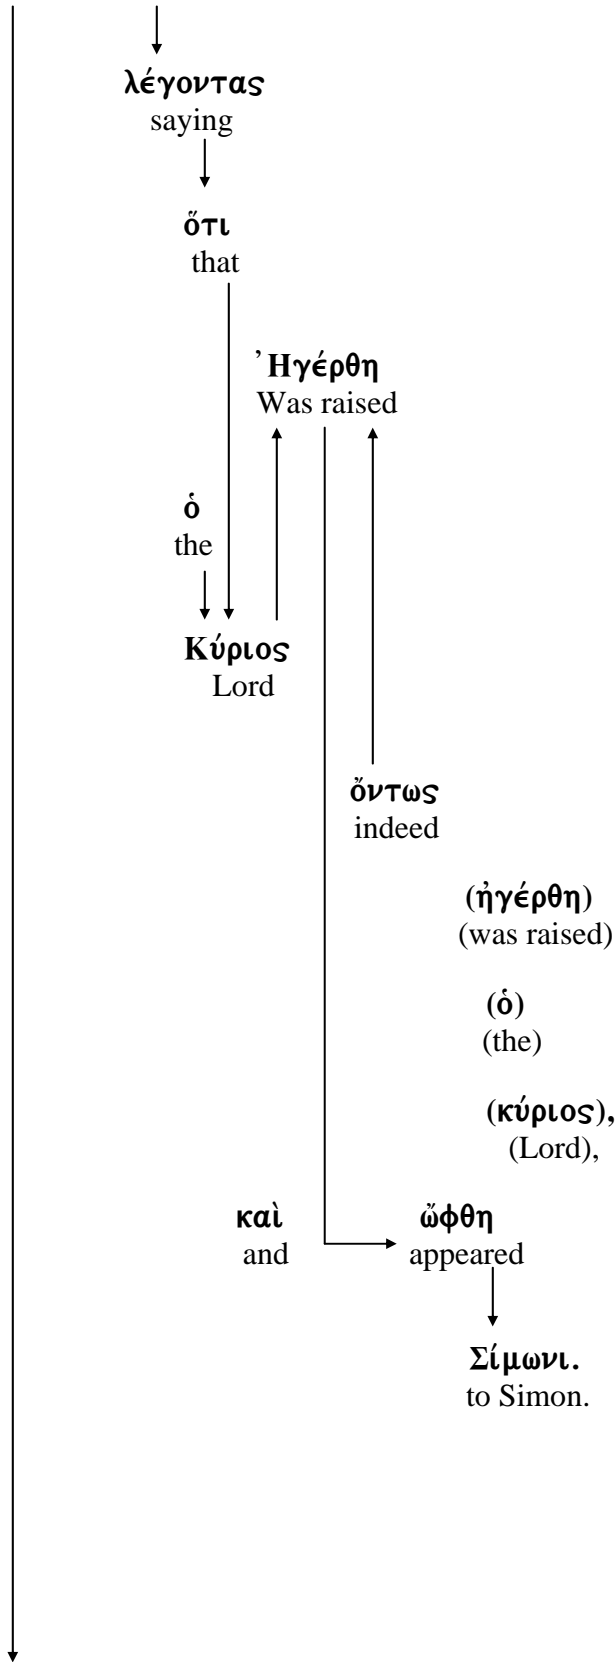 λέγοντας
saying
ὅτι
that
᾿Ηγέρθη
Was raised
ὁ
the
Κύριος
Lord
ὄντως
indeed
(ἠγέρθη)
(was raised)
(ὁ)
(the)
(κύριος),
(Lord),
καὶ ὤφθη
and appeared
Σίμωνι.
to Simon.